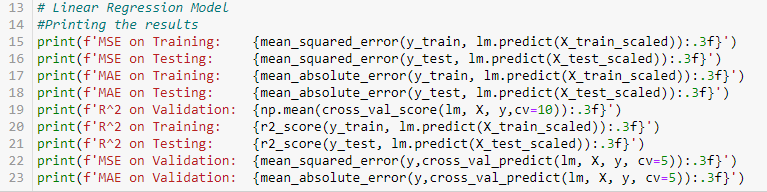 13 # Linear Regression Model
14 #Printing the results
15 print(f'MSE on Training:    {mean_squared_error(y_train, lm.predict(X_train_scaled)):.3f}')
16 print(f'MSE on Testing:     {mean_squared_error(y_test, lm.predict(X_test_scaled)):.3f}')
17 print(f'MAE on Training:    {mean_absolute_error(y_train, lm.predict(X_train_scaled)):.3f}')
18 print(f'MAE on Testing:     {mean_absolute_error(y_test, lm.predict(X_test_scaled)):.3f}')
19 print(f'R^2 on Validation:  {np.mean(cross_val_score(lm, X, y,cv=10)):.3f}')
20 print(f'R^2 on Training:    {r2_score(y_train, lm.predict(X_train_scaled)):.3f}')
21 print(f'R^2 on Testing:     {r2_score(y_test, lm.predict(X_test_scaled)):.3f}')
22 print(f'MSE on Validation:  {mean_squared_error(y,cross_val_predict(lm, X, y, cv=5)):.3f}')
23 print(f'MAE on Validation:  {mean_absolute_error(y,cross_val_predict(lm, X, y, cv=5)):.3f}')